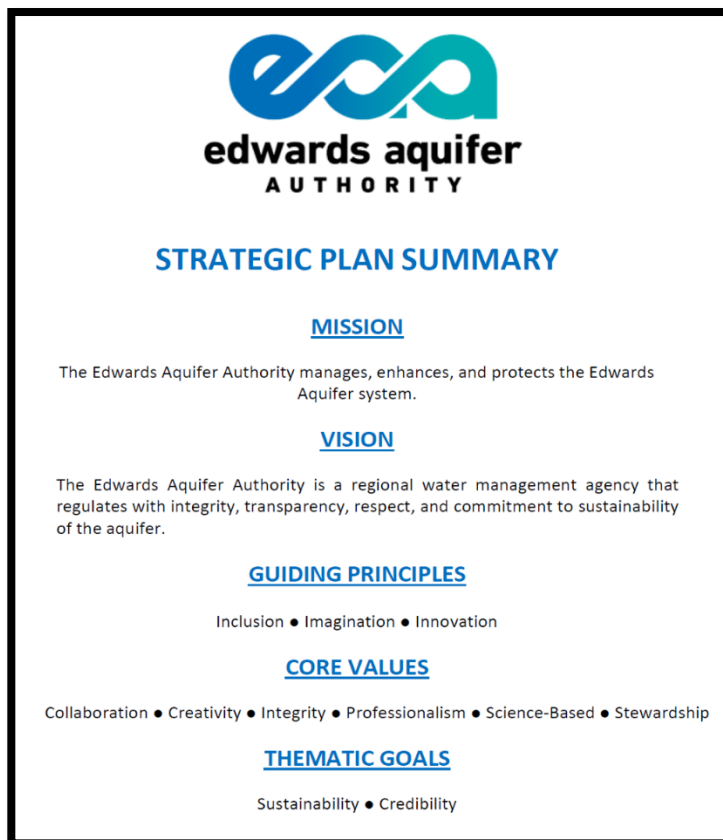 eaa
edwards aquifer
AUTHORITY
STRATEGIC PLAN SUMMARY
MISSION
The Edwards Aquifer Authority manages, enhances, and protects the Edwards
Aquifer system.
VISION
The Edwards Aquifer Authority is a regional water management agency that
regulates with integrity, transparency, respect, and commitment to sustainability
of the aquifer.
GUIDING PRINCIPLES
Inclusion ● Imagination ● Innovation
CORE VALUES
Collaboration ● Creativity ● Integrity ● Professionalism ● Science-Based ● Stewardship
THEMATIC GOALS
Sustainability ● Credibility